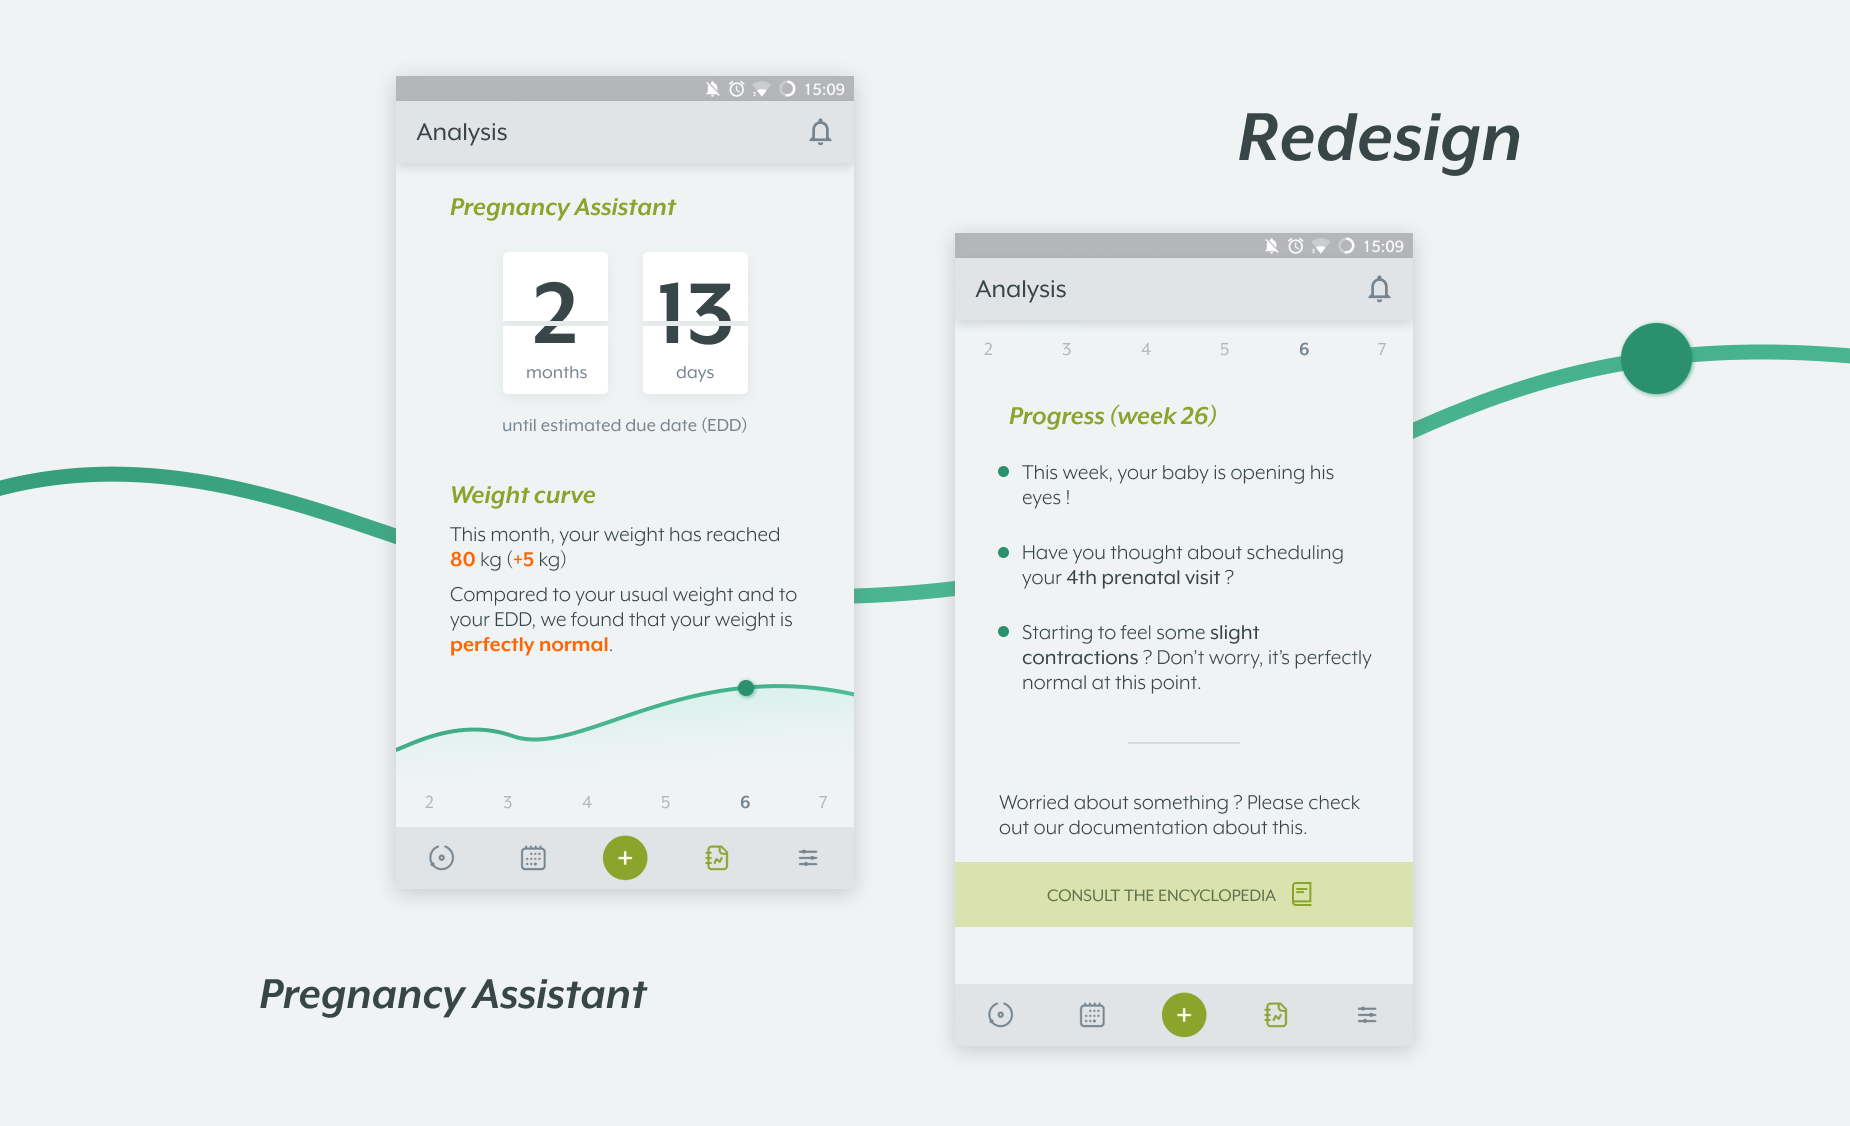 15:09
Analysis
Pregnancy Assistant
2 13
months days
until estimated due date (EDD)
Weight curve
This month, your weight has reached
80 kg (+5 kg)
Compared to your usual weight and to
your EDD, we found that your weight is
perfectly normal.
2 3 4 5 6 7
Pregnancy Assistant
Redesign
15:09
Analysis
2 3 4 5 6 7
Progress (week 26)
This week, your baby is opening his
eyes !
Have you thought about scheduling
your 4th prenatal visit ?
Starting to feel some slight
contractions ? Don't worry, it's perfectly
normal at this point.
Worried about something ? Please check
out our documentation about this.
CONSULT THE ENCYCLOPEDIA